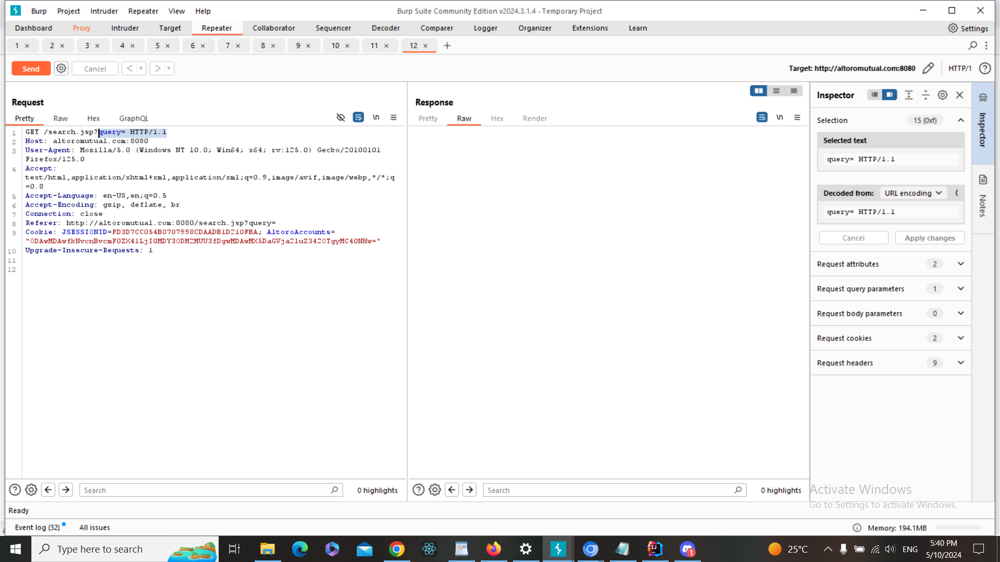 Burp Project Intruder Repeater View Help
Burp Suite Community Edition v2024.3.1.4 - Temporary Project
Dashboard Proxy Intruder Target Repeater Collaborator Sequencer Decoder Comparer Logger Organizer Extensions Learn
Settings
1 × 2 × 3 × 4 × 5 × 6 × 7 × 8 × 9 × 10 × 11 × 12 × +
Send Cancel < >
Target: http://altoromutual.com:8080 HTTP/1 ?
Request
Pretty Raw Hex GraphQL \n
1 GET /search.jsp?query= HTTP/1.1
2 Host: altoromutual.com:8080
3 User-Agent: Mozilla/5.0 (Windows NT 10.0; Win64; x64; rv:125.0) Gecko/20100101
Firefox/125.0
4 Accept:
text/html,application/xhtml+xml,application/xml;q=0.9,image/avif,image/webp,*/*;q
=0.8
5 Accept-Language: en-US,en;q=0.5
6 Accept-Encoding: gzip, deflate, br
7 Connection: close
8 Referer: http://altoromutual.com:8080/search.jsp?query=
9 Cookie: JSESSIONID=FD3D7CC054B0707998CDAADB1D210FBA; AltoroAccounts=
10 Upgrade-Insecure-Requests: 1
11
12
Search
0 highlights
Response
Pretty Raw Hex Render \n
Search
0 highlights
Inspector
Selection 15 (0xf)
Selected text
query= HTTP/1.1
Decoded from: URL encoding
query= HTTP/1.1
Cancel Apply changes
Request attributes 2
Request query parameters 1
Request body parameters 0
Request cookies 2
Request headers 9
Inspector
Notes
Activate Windows
Go to Settings to activate Windows.
Ready
Event log (32) All issues
Memory: 194.1MB
Type here to search
25°C
ENG
5:40 PM
5/10/2024